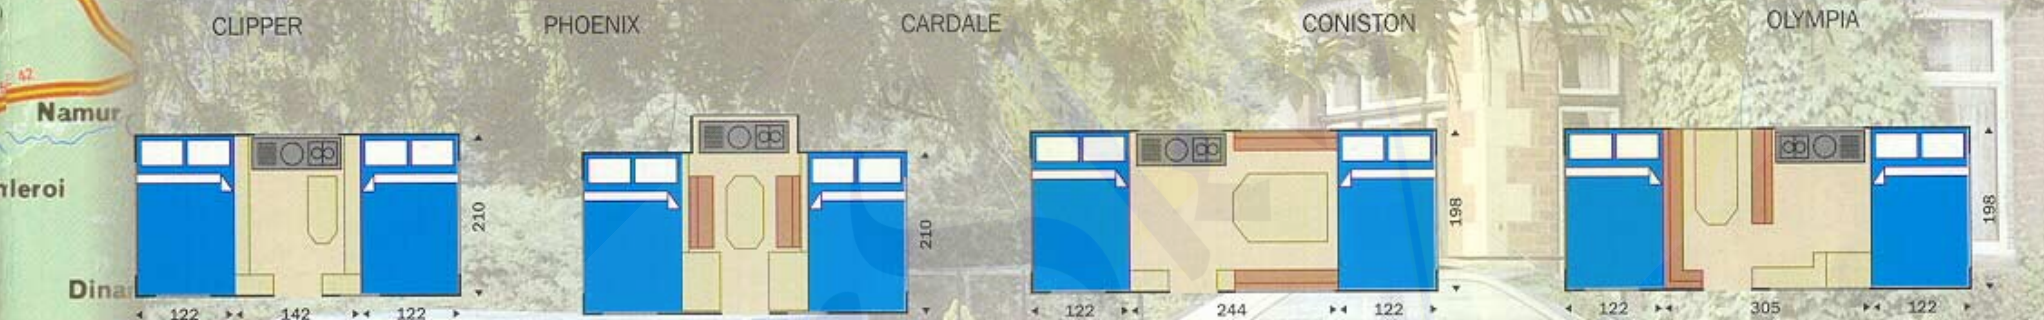 CLIPPER PHOENIX CARDALE CONISTON OLYMPIA
42
Namur
rleroi
Dina
210
210
198
198
122 142 122
122 244 122
122 305 122